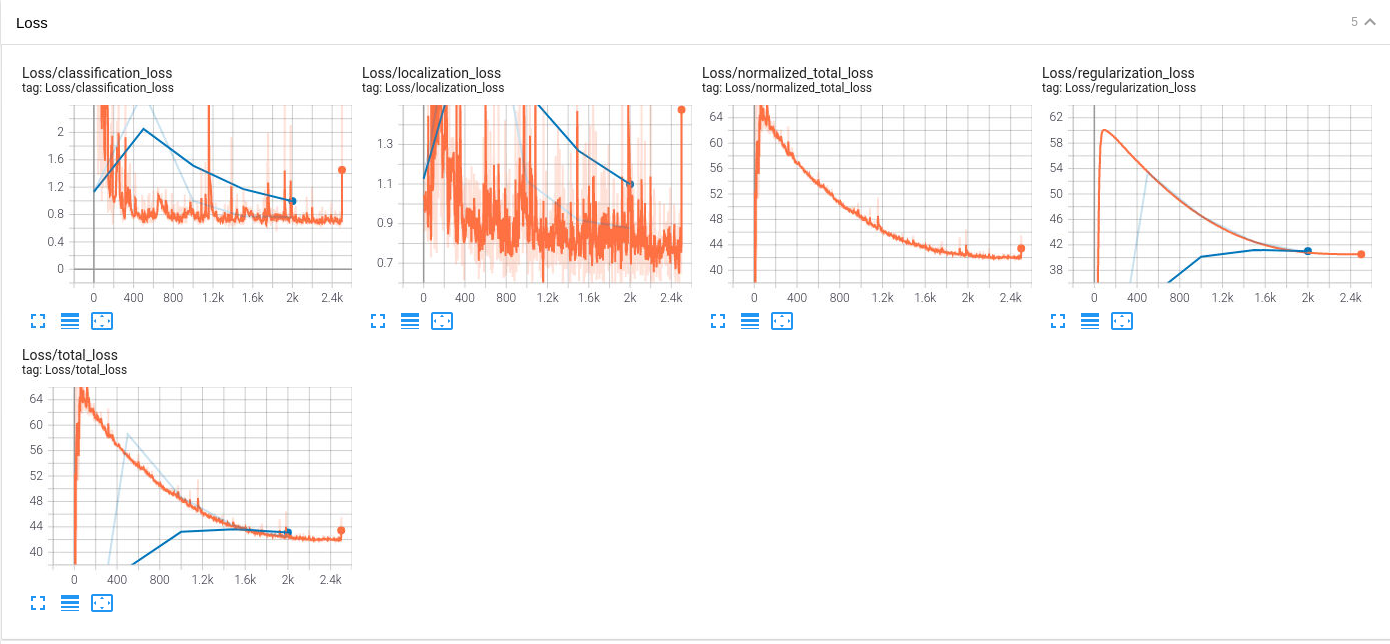 Loss
5
Loss/classification_loss
tag: Loss/classification_loss
2
1.6
1.2
0.8
0.4
0
0 400 800 1.2k 1.6k 2k 2.4k
Loss/localization_loss
tag: Loss/localization_loss
1.3
1.1
0.9
0.7
0 400 800 1.2k 1.6k 2k 2.4k
Loss/normalized_total_loss
tag: Loss/normalized_total_loss
64
60
56
52
48
44
40
0 400 800 1.2k 1.6k 2k 2.4k
Loss/regularization_loss
tag: Loss/regularization_loss
62
58
54
50
46
42
38
0 400 800 1.2k 1.6k 2k 2.4k
Loss/total_loss
tag: Loss/total_loss
64
60
56
52
48
44
40
0 400 800 1.2k 1.6k 2k 2.4k